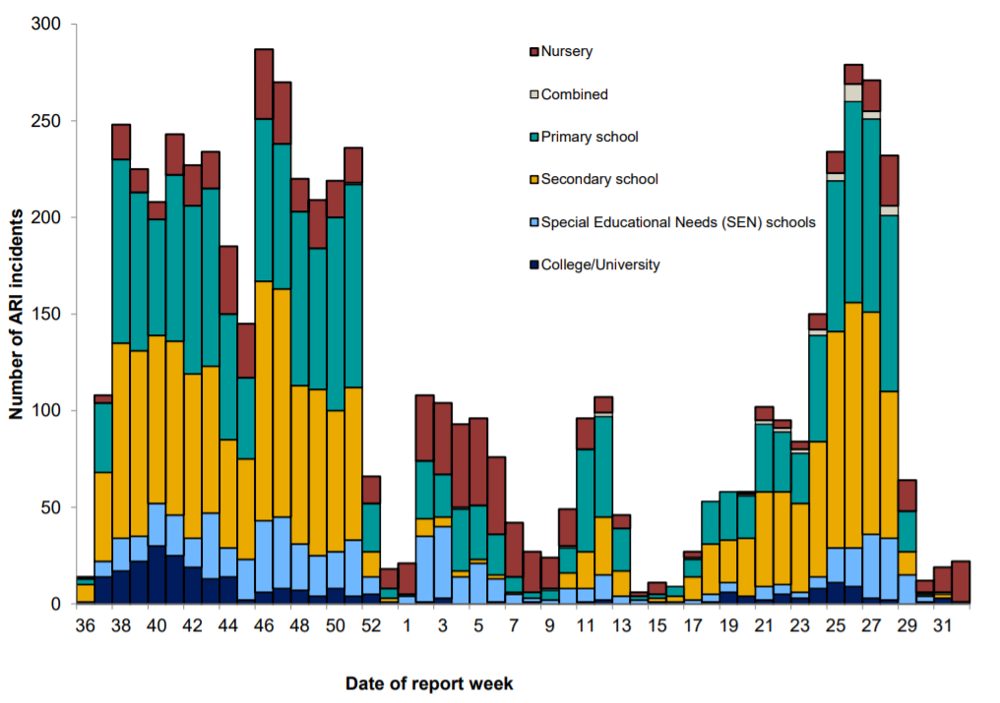 300
250
200
150
100
50
0
Number of ARI incidents
Nursery
Combined
Primary school
Secondary school
Special Educational Needs (SEN) schools
College/University
36 38 40 42 44 46 48 50 52 1 3 5 7 9 11 13 15 17 19 21 23 25 27 29 31
Date of report week